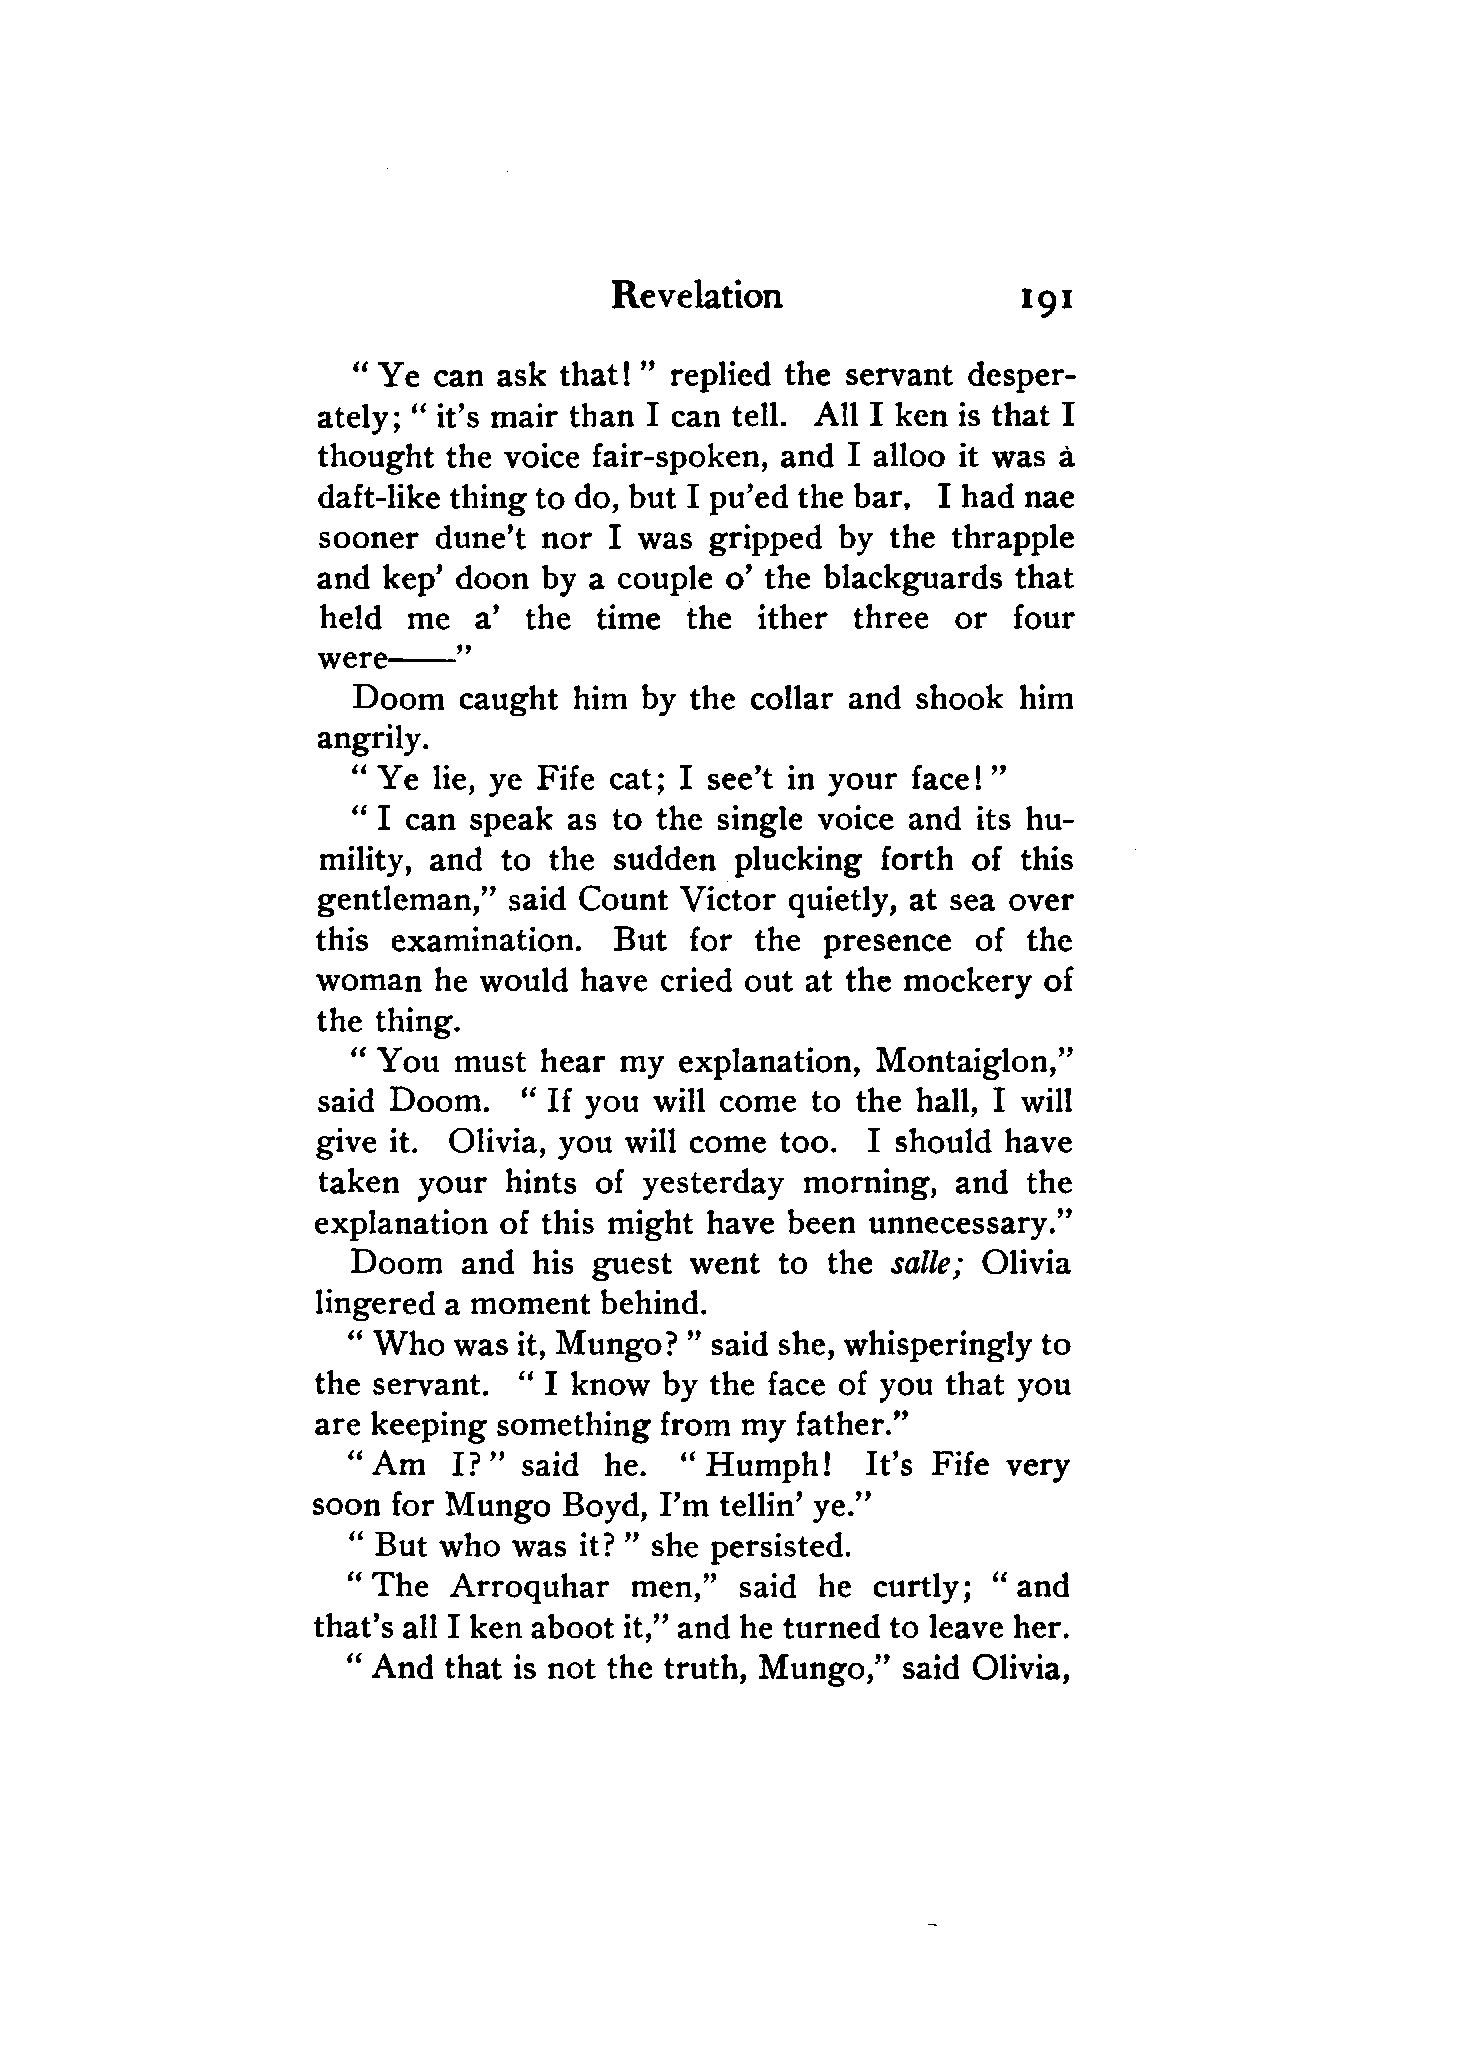 Revelation 191
“ Ye can ask that! ” replied the servant desper-
ately; “ it’s mair than I can tell. All I ken is that I
thought the voice fair-spoken, and I alloo it was a
daft-like thing to do, but I pu’ed the bar. I had nae
sooner dune’t nor I was gripped by the thrapple
and kep’ doon by a couple o’ the blackguards that
held me a’ the time the ither three or four
were——”
Doom caught him by the collar and shook him
angrily.
“ Ye lie, ye Fife cat; I see’t in your face! ”
“ I can speak as to the single voice and its hu-
mility, and to the sudden plucking forth of this
gentleman,” said Count Victor quietly, at sea over
this examination. But for the presence of the
woman he would have cried out at the mockery of
the thing.
“ You must hear my explanation, Montaiglon,”
said Doom. “ If you will come to the hall, I will
give it. Olivia, you will come too. I should have
taken your hints of yesterday morning, and the
explanation of this might have been unnecessary.”
Doom and his guest went to the salle; Olivia
lingered a moment behind.
“ Who was it, Mungo? ” said she, whisperingly to
the servant. “ I know by the face of you that you
are keeping something from my father.”
“ Am I? ” said he. “ Humph! It’s Fife very
soon for Mungo Boyd, I’m tellin’ ye.”
“ But who was it? ” she persisted.
“ The Arroquhar men,” said he curtly; “ and
that’s all I ken aboot it,” and he turned to leave her.
“ And that is not the truth, Mungo,” said Olivia,